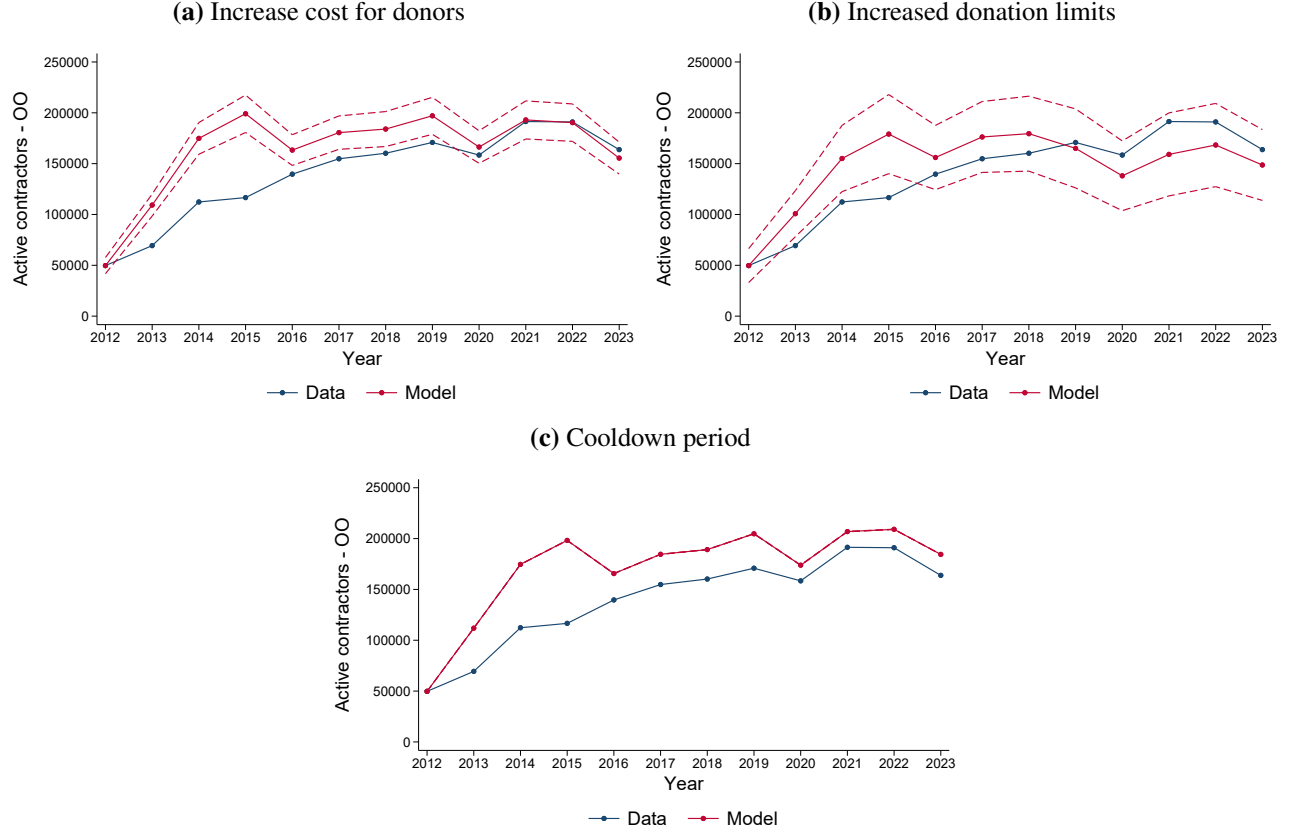 (a) Increase cost for donors
250000
200000
150000
100000
50000
0
Active contractors - OO
2012 2013 2014 2015 2016 2017 2018 2019 2020 2021 2022 2023
Year
Data Model
(b) Increased donation limits
250000
200000
150000
100000
50000
0
Active contractors - OO
2012 2013 2014 2015 2016 2017 2018 2019 2020 2021 2022 2023
Year
Data Model
(c) Cooldown period
250000
200000
150000
100000
50000
0
Active contractors - OO
2012 2013 2014 2015 2016 2017 2018 2019 2020 2021 2022 2023
Year
Data Model